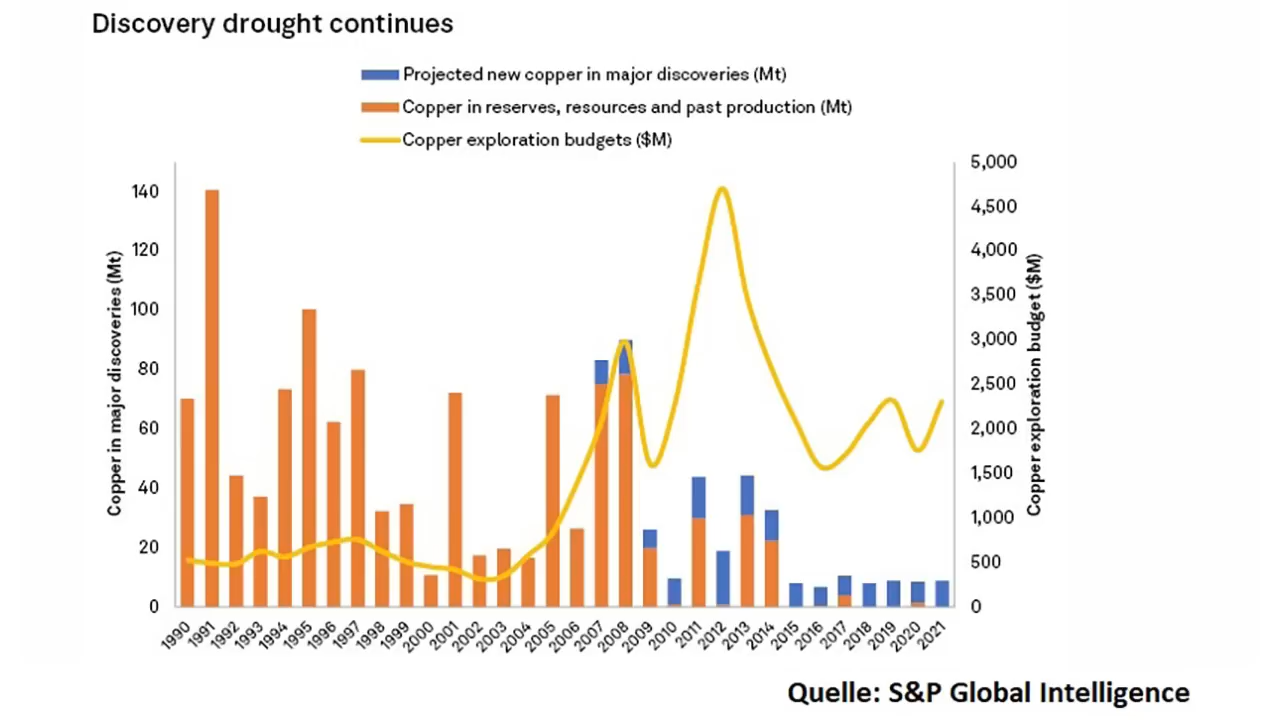 Discovery drought continues
Projected new copper in major discoveries (Mt)
Copper in reserves, resources and past production (Mt)
Copper exploration budgets ($M)
Copper in major discoveries (Mt)
140
120
100
80
60
40
20
0
5,000
4,500
4,000
3,500
3,000
2,500
2,000
1,500
1,000
500
0
Copper exploration budget ($M)
1990 1991 1992 1993 1994 1995 1996 1997 1998 1999 2000 2001 2002 2003 2004 2005 2006 2007 2008 2009 2010 2011 2012 2013 2014 2015 2016 2017 2018 2019 2020 2021
Quelle: S&P Global Intelligence